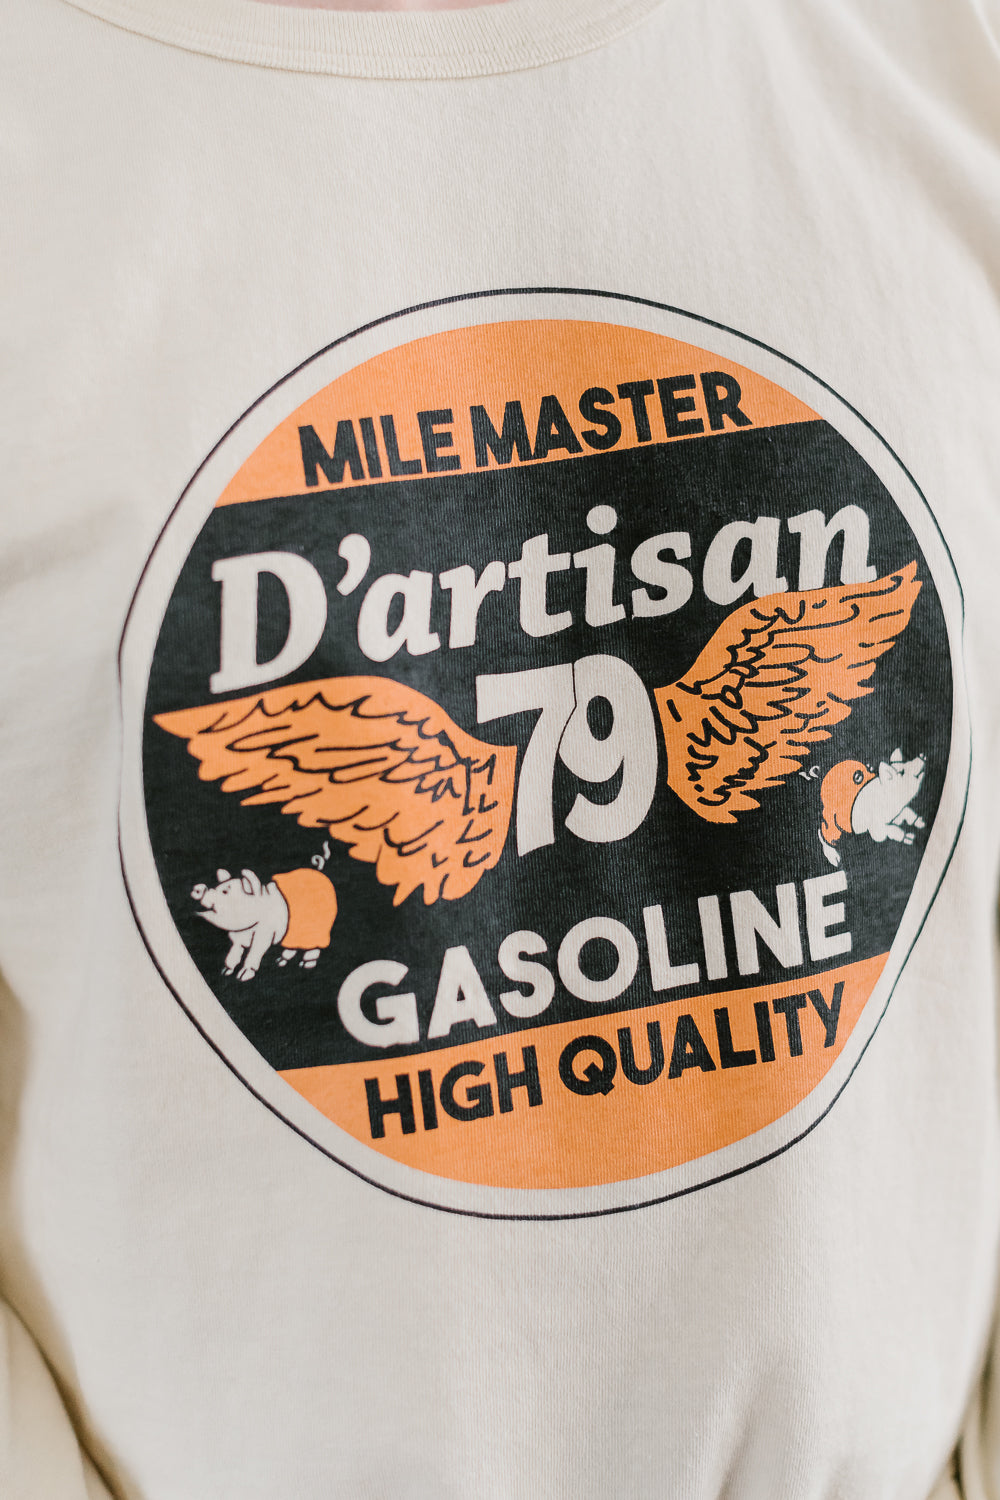 MILE MASTER
D'artisan
79
GASOLINE
HIGH QUALITY